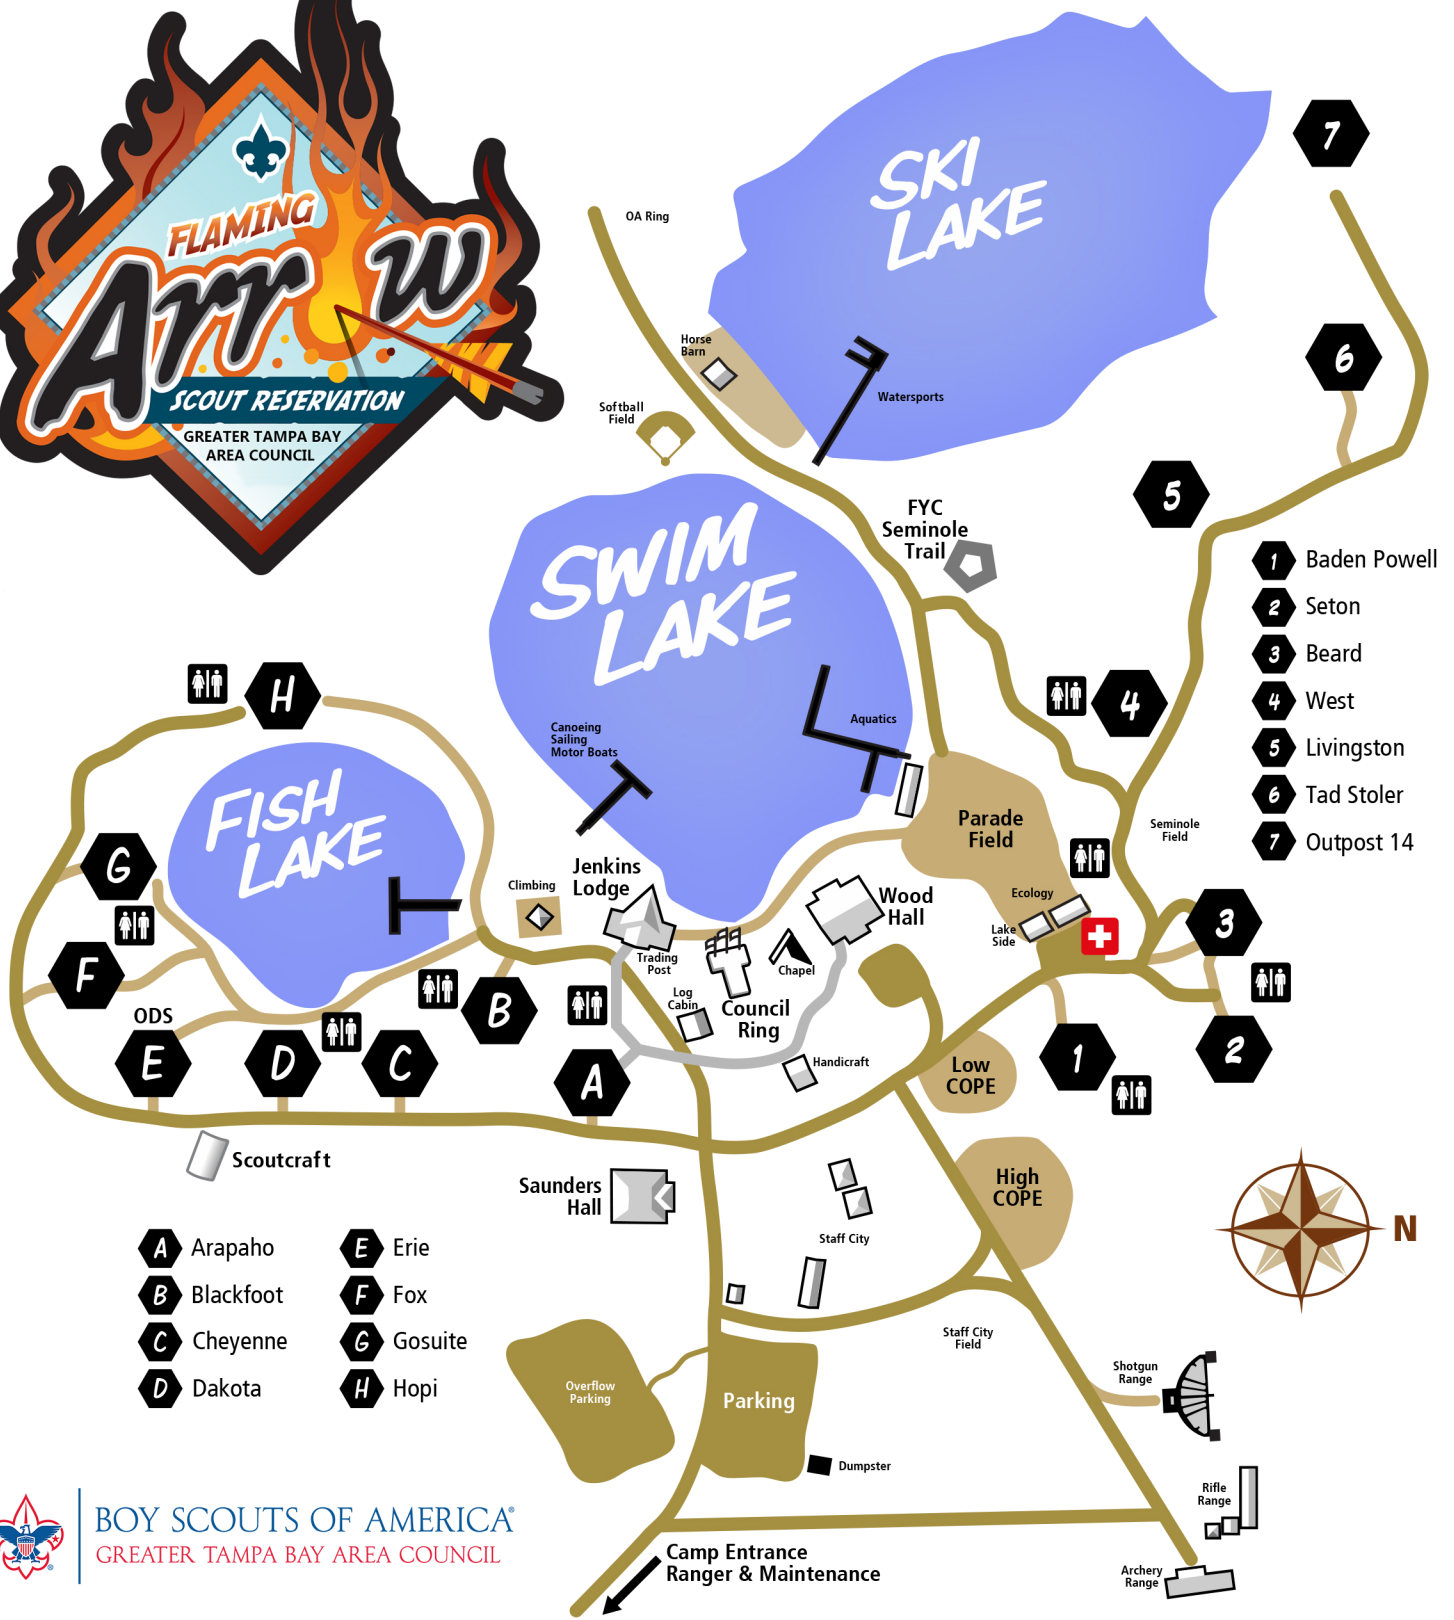 FLAMING
Arrow
SCOUT RESERVATION
GREATER TAMPA BAY
AREA COUNCIL
SKI
LAKE
7
OA Ring
Horse
Barn
Watersports
6
Softball
Field
5
FYC
Seminole
Trail
SWIM
LAKE
1 Baden Powell
2 Seton
3 Beard
4 West
5 Livingston
6 Tad Stoler
7 Outpost 14
H
4
Canoeing
Sailing
Motor Boats
Aquatics
FISH
LAKE
Parade
Field
Seminole
Field
G
Jenkins
Lodge
Climbing
Wood
Hall
Ecology
Lake
Side
3
F
Trading
Post
Chapel
B
Log
Cabin
Council
Ring
ODS
E
D
C
A
Handicraft
Low
COPE
1
2
Scoutcraft
Saunders
Hall
High
COPE
Staff City
N
A Arapaho
B Blackfoot
C Cheyenne
D Dakota
E Erie
F Fox
G Gosuite
H Hopi
Staff City
Field
Shotgun
Range
Overflow
Parking
Parking
Dumpster
Rifle
Range
BOY SCOUTS OF AMERICA®
GREATER TAMPA BAY AREA COUNCIL
Camp Entrance
Ranger & Maintenance
Archery
Range